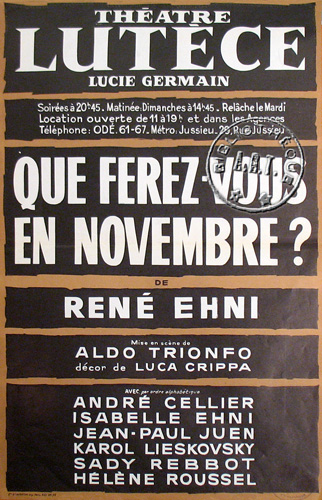 THÉATRE
LUTÈCE
LUCIE GERMAIN
Soirées à 20h45. Matinée: Dimanches à 14h45. Relâche le Mardi
Location ouverte de 11 à 19h et dans les Agences
Téléphone: ODÉ. 61-67. Métro: Jussieu. 29, Rue Jussieu
QUE FEREZ-VOUS
EN NOVEMBRE ?
DE
RENÉ EHNI
Mise en scène de
ALDO TRIONFO
décor de LUCA CRIPPA
AVEC par ordre alphabétique
ANDRÉ CELLIER
ISABELLE EHNI
JEAN-PAUL JUEN
KAROL LIESKOVSKY
SADY REBBOT
HÉLÈNE ROUSSEL